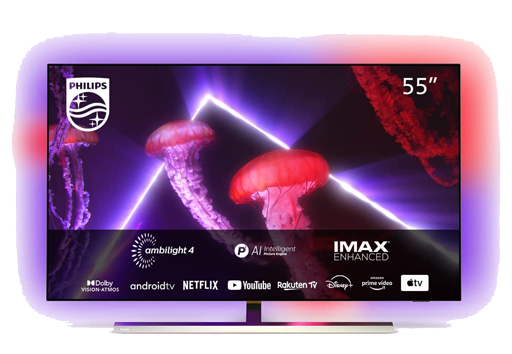 PHILIPS
55”
ambilight 4
P AI Intelligent
Picture Engine
IMAX
ENHANCED
Dolby
VISION·ATMOS
androidtv
NETFLIX
YouTube
Rakuten TV
Disney+
amazon
prime video
tv